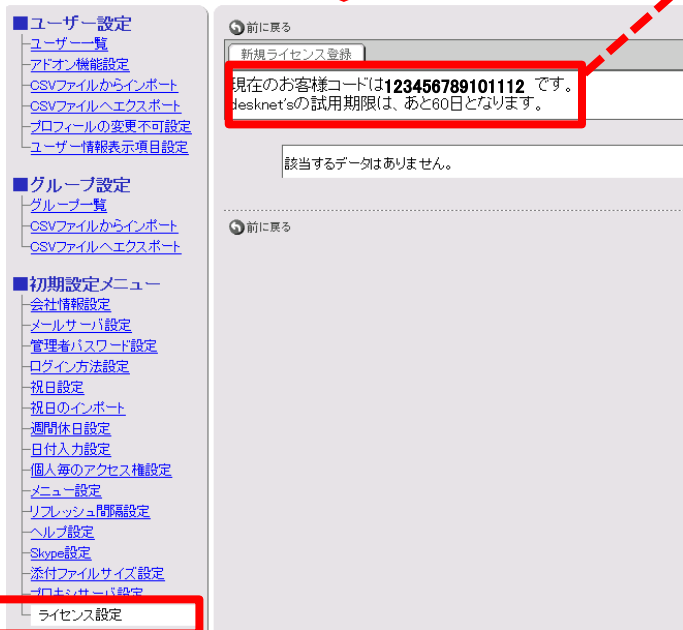 ■ユーザー設定
ユーザー一覧
アドオン機能設定
CSVファイルからインポート
CSVファイルへエクスポート
プロフィールの変更不可設定
ユーザー情報表示項目設定
■グループ設定
グループ一覧
CSVファイルからインポート
CSVファイルへエクスポート
■初期設定メニュー
会社情報設定
メールサーバ設定
管理者パスワード設定
ログイン方法設定
祝日設定
祝日のインポート
週間休日設定
日付入力設定
個人毎のアクセス権設定
メニュー設定
リフレッシュ間隔設定
ヘルプ設定
Skype設定
添付ファイルサイズ設定
プロキシサーバ設定
ライセンス設定
前に戻る
新規ライセンス登録
現在のお客様コードは123456789101112 です。
desknet'sの試用期限は、あと60日となります。
該当するデータはありません。
前に戻る